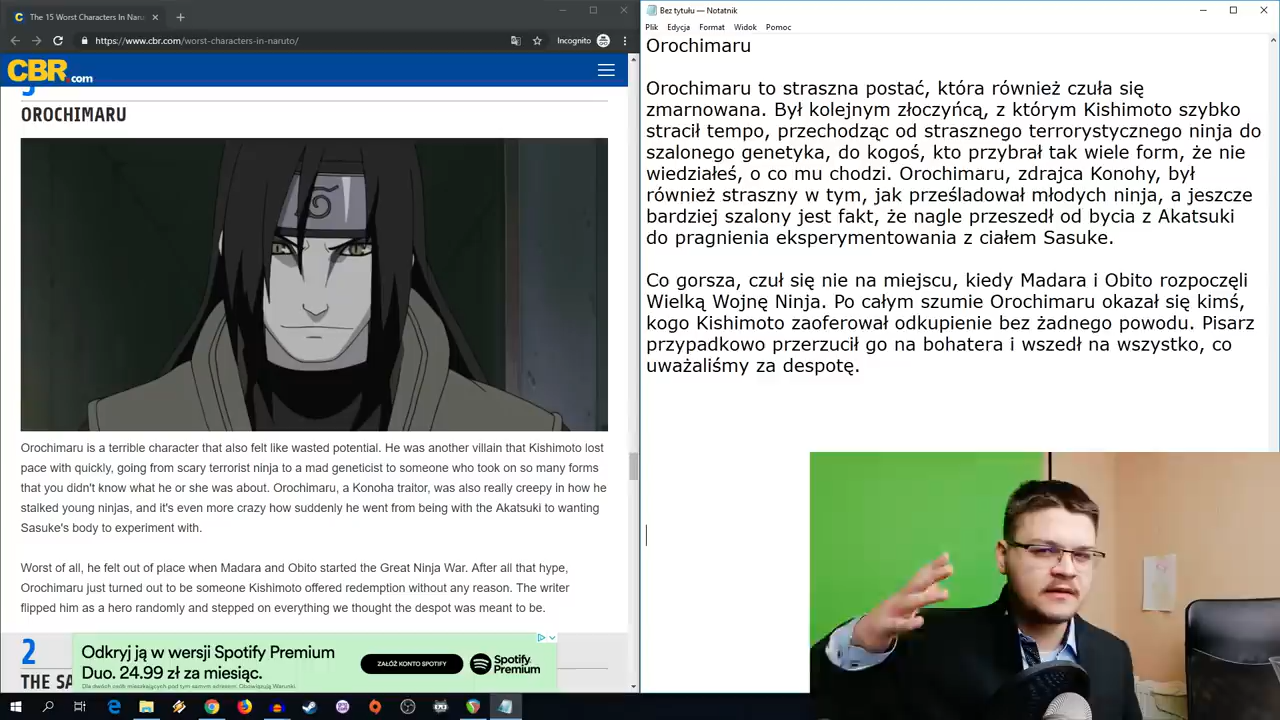 The 15 Worst Characters In Naru
https://www.cbr.com/worst-characters-in-naruto/
Incognito
CBR.com
OROCHIMARU
Orochimaru is a terrible character that also felt like wasted potential. He was another villain that Kishimoto lost
pace with quickly, going from scary terrorist ninja to a mad geneticist to someone who took on so many forms
that you didn't know what he or she was about. Orochimaru, a Konoha traitor, was also really creepy in how he
stalked young ninjas, and it's even more crazy how suddenly he went from being with the Akatsuki to wanting
Sasuke's body to experiment with.
Worst of all, he felt out of place when Madara and Obito started the Great Ninja War. After all that hype,
Orochimaru just turned out to be someone Kishimoto offered redemption without any reason. The writer
flipped him as a hero randomly and stepped on everything we thought the despot was meant to be.
2
THE SA
Odkryj ją w wersji Spotify Premium
Duo. 24.99 zł za miesiąc.
Dla dwóch osób mieszkających pod tym samym adresem. Obowiązują Warunki.
ZAŁÓŻ KONTO SPOTIFY
Spotify
Premium
Bez tytułu — Notatnik
Plik Edycja Format Widok Pomoc
Orochimaru
Orochimaru to straszna postać, która również czuła się
zmarnowana. Był kolejnym złoczyńcą, z którym Kishimoto szybko
stracił tempo, przechodząc od strasznego terrorystycznego ninja do
szalonego genetyka, do kogoś, kto przybrał tak wiele form, że nie
wiedziałeś, o co mu chodzi. Orochimaru, zdrajca Konohy, był
również straszny w tym, jak prześladował młodych ninja, a jeszcze
bardziej szalony jest fakt, że nagle przeszedł od bycia z Akatsuki
do pragnienia eksperymentowania z ciałem Sasuke.
Co gorsza, czuł się nie na miejscu, kiedy Madara i Obito rozpoczęli
Wielką Wojnę Ninja. Po całym szumie Orochimaru okazał się kimś,
kogo Kishimoto zaoferował odkupienie bez żadnego powodu. Pisarz
przypadkowo przerzucił go na bohatera i wszedł na wszystko, co
uważaliśmy za despotę.